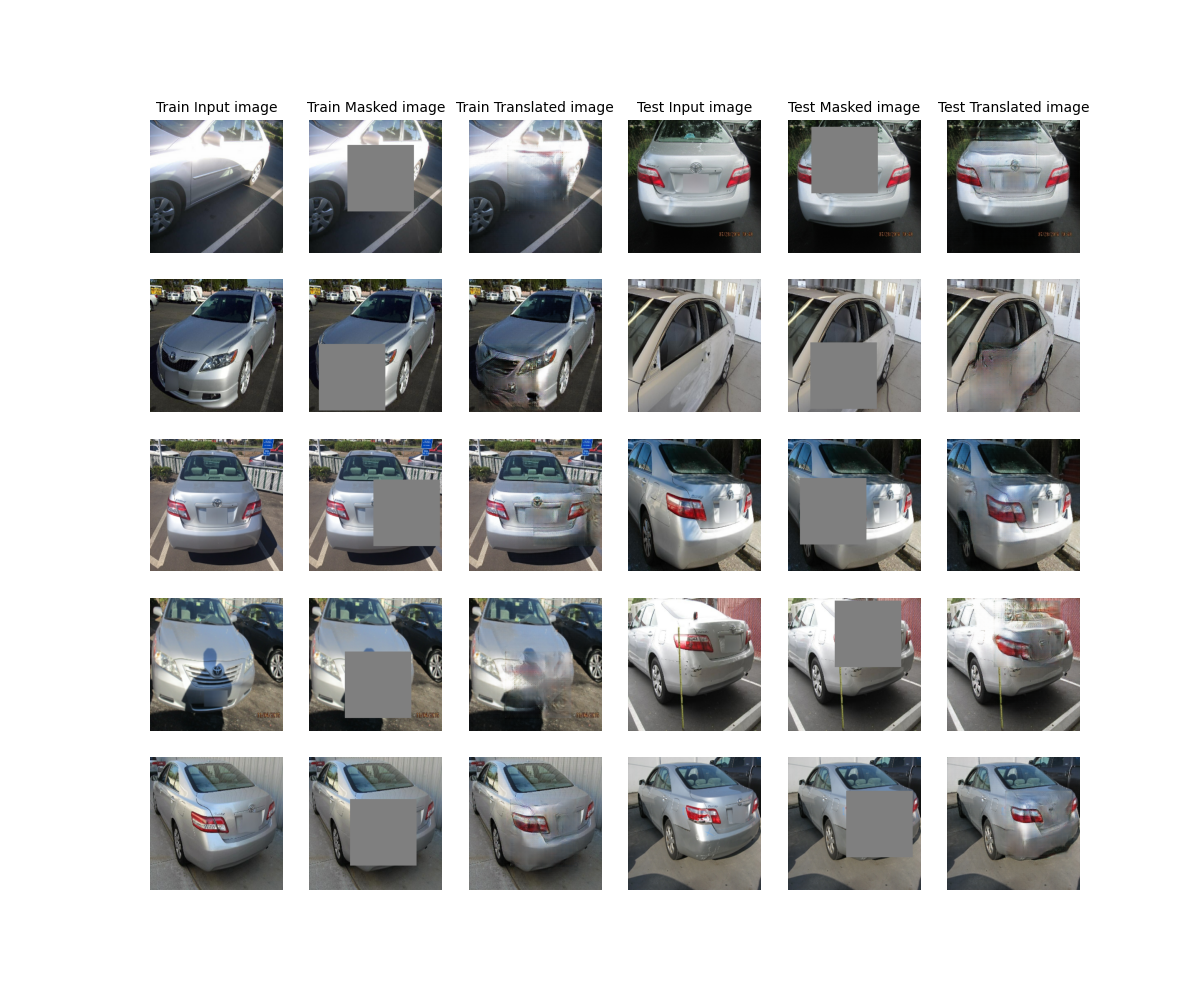 Train Input image
Train Masked image
Train Translated image
Test Input image
Test Masked image
Test Translated image